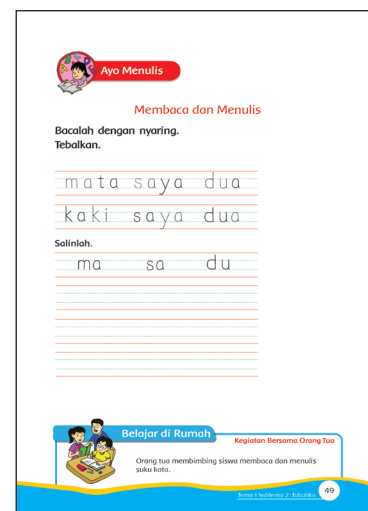 Ayo Menulis
Membaca dan Menulis
Bacalah dengan nyaring.
Tebalkan.
mata saya dua
kaki saya dua
Salinlah.
ma sa du
Belajar di Rumah
Kegiatan Bersama Orang Tua
Orang tua membimbing siswa membaca dan menulis
suku kata.
Tema 1 Subtema 2: Tubuhku
49